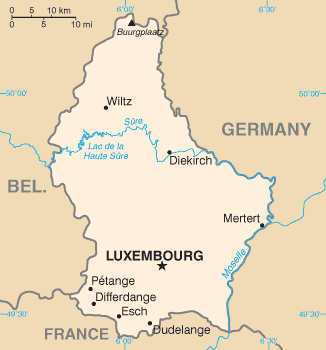 0 5 10 km
0 5 10 mi
6°00'
6°30'
Buurgplaatz
50°00'
50°00'
Wiltz
Sûre
GERMANY
Lac de la
Haute Sûre
Diekirch
BEL.
Mertert
LUXEMBOURG
Moselle
Pétange
Differdange
49°30'
Esch
49°30'
Dudelange
FRANCE
6°00'
6°30'